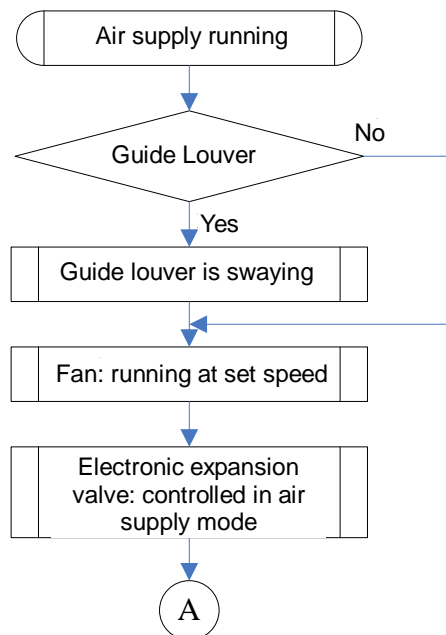 Air supply running
No
Guide Louver
Yes
Guide louver is swaying
Fan: running at set speed
Electronic expansion
valve: controlled in air
supply mode
A